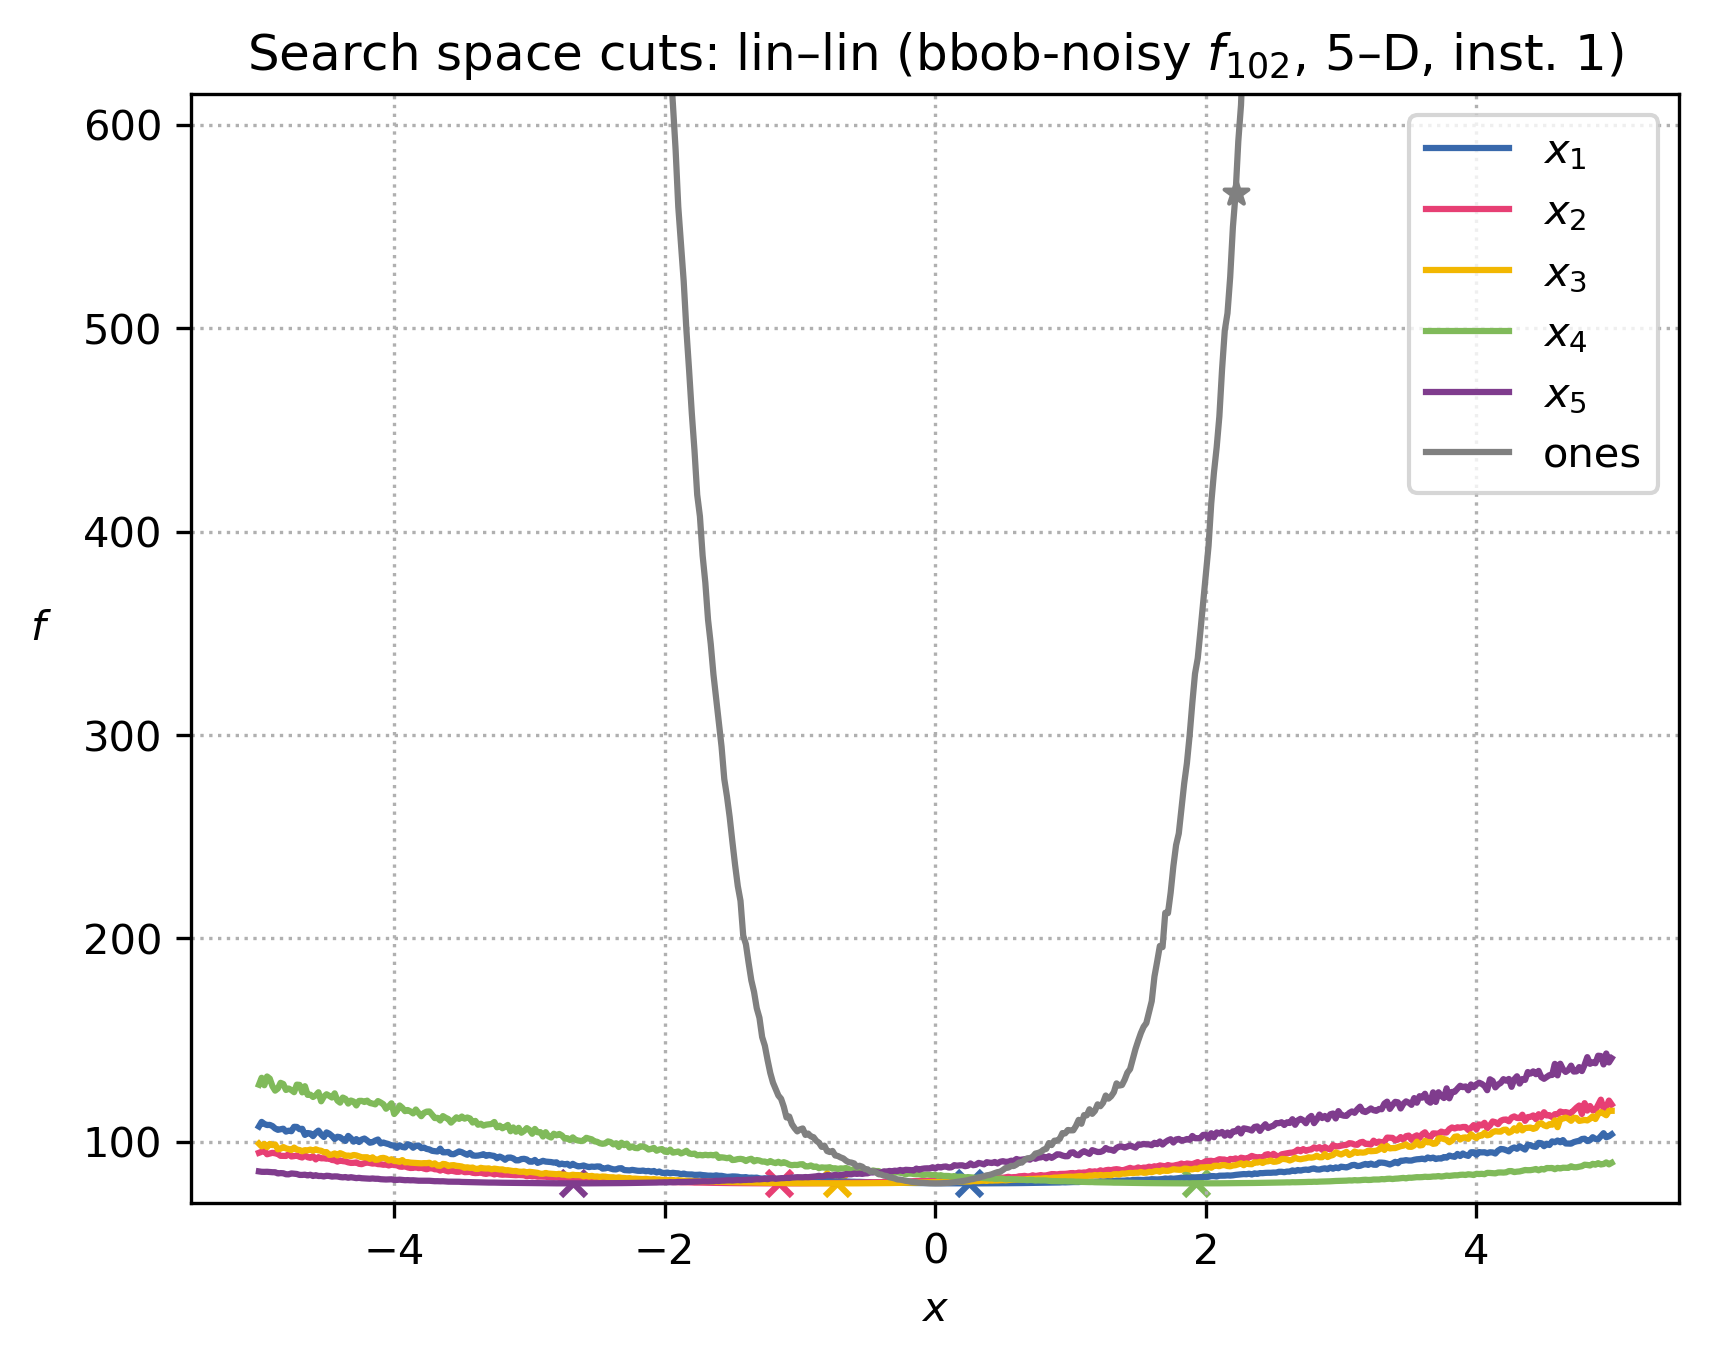 Search space cuts: lin–lin (bbob-noisy f₁₀₂, 5–D, inst. 1)
600
500
400
300
200
100
f
x₁
x₂
x₃
x₄
x₅
ones
−4
−2
0
2
4
x